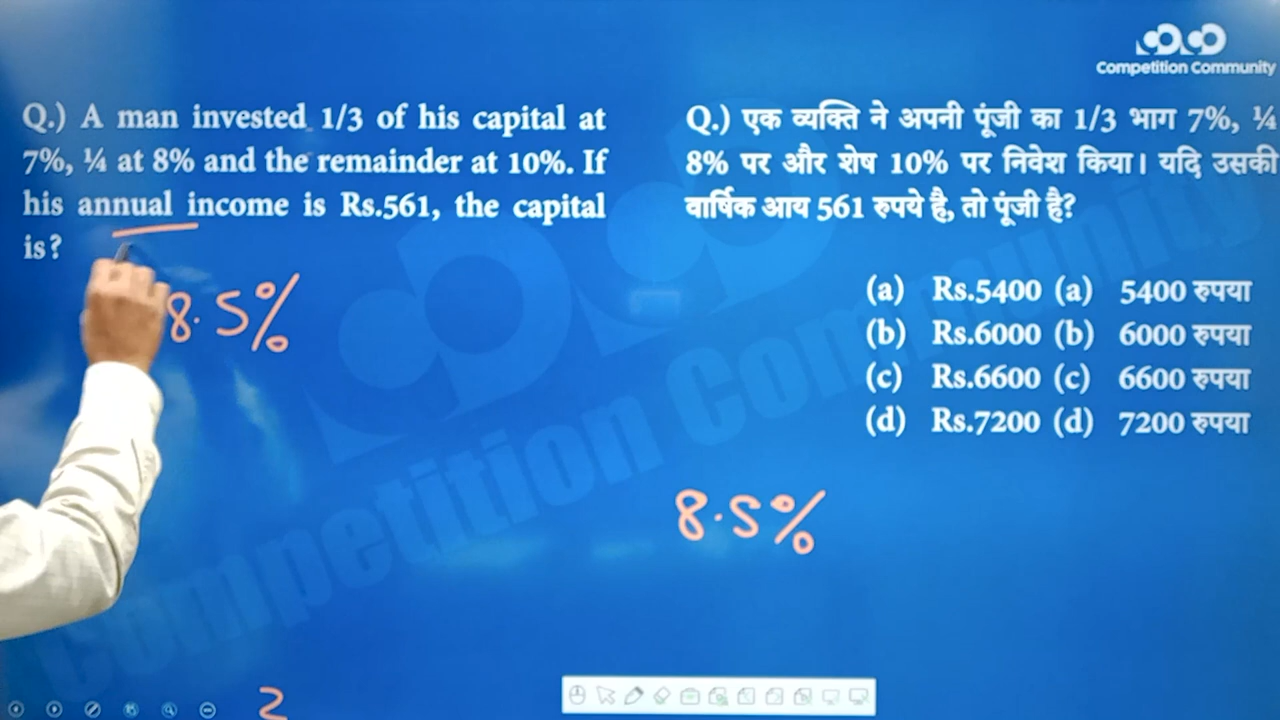 Competition Community
Q.) A man invested 1/3 of his capital at
7%, ¼ at 8% and the remainder at 10%. If
his annual income is Rs.561, the capital
is?
8.5%
Q.) एक व्यक्ति ने अपनी पूंजी का 1/3 भाग 7%, ¼
8% पर और शेष 10% पर निवेश किया। यदि उसकी
वार्षिक आय 561 रुपये है, तो पूंजी है?
(a) Rs.5400 (a) 5400 रुपया
(b) Rs.6000 (b) 6000 रुपया
(c) Rs.6600 (c) 6600 रुपया
(d) Rs.7200 (d) 7200 रुपया
8.5%
Competition Community